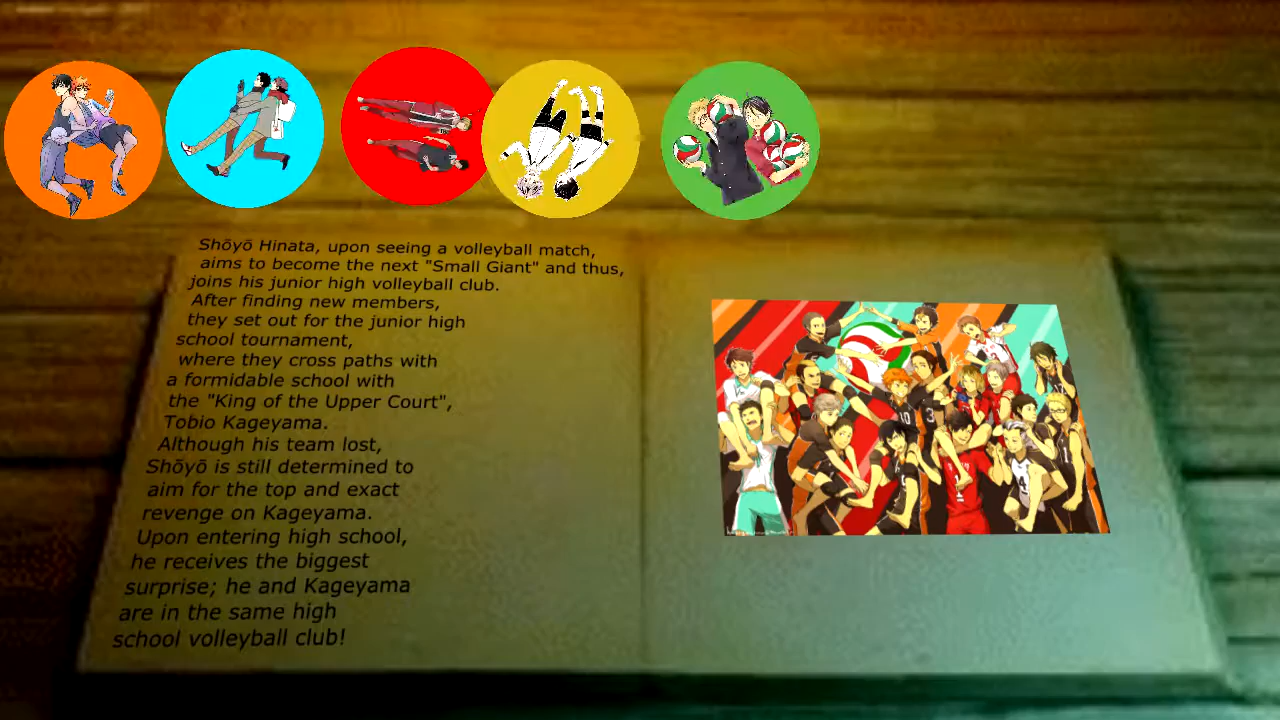 Shōyō Hinata, upon seeing a volleyball match,
aims to become the next "Small Giant" and thus,
joins his junior high volleyball club.
After finding new members,
they set out for the junior high
school tournament,
where they cross paths with
a formidable school with
the "King of the Upper Court",
Tobio Kageyama.
Although his team lost,
Shōyō is still determined to
aim for the top and exact
revenge on Kageyama.
Upon entering high school,
he receives the biggest
surprise; he and Kageyama
are in the same high
school volleyball club!